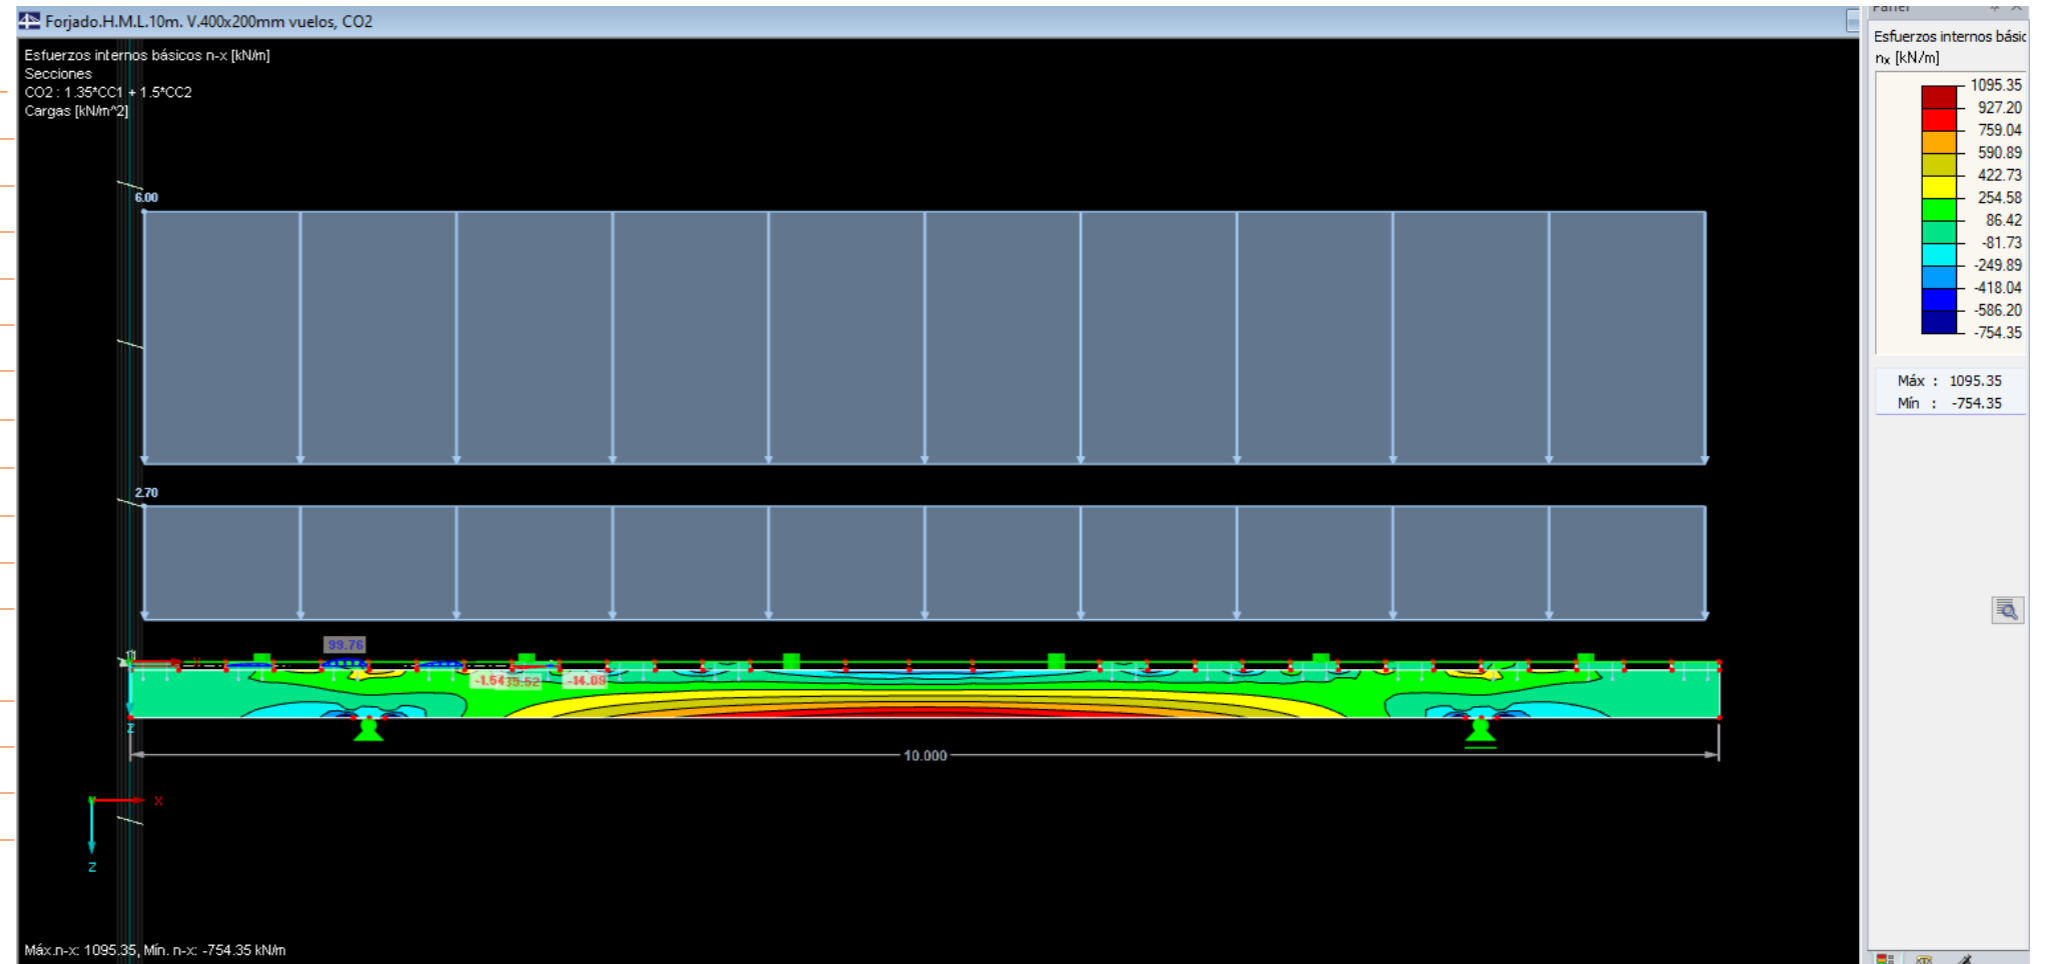 Forjado.H.M.L.10m. V.400x200mm vuelos, CO2
Esfuerzos internos básicos n-x [kN/m]
Secciones
CO2 : 1.35*CC1 + 1.5*CC2
Cargas [kN/m^2]
6.00
2.70
99.76
-1.54
35.52
-14.09
x
z
10.000
x
z
Máx.n-x: 1095.35, Mín. n-x: -754.35 kN/m
Panel
Esfuerzos internos básic
nx [kN/m]
1095.35
927.20
759.04
590.89
422.73
254.58
86.42
-81.73
-249.89
-418.04
-586.20
-754.35
Máx : 1095.35
Mín : -754.35